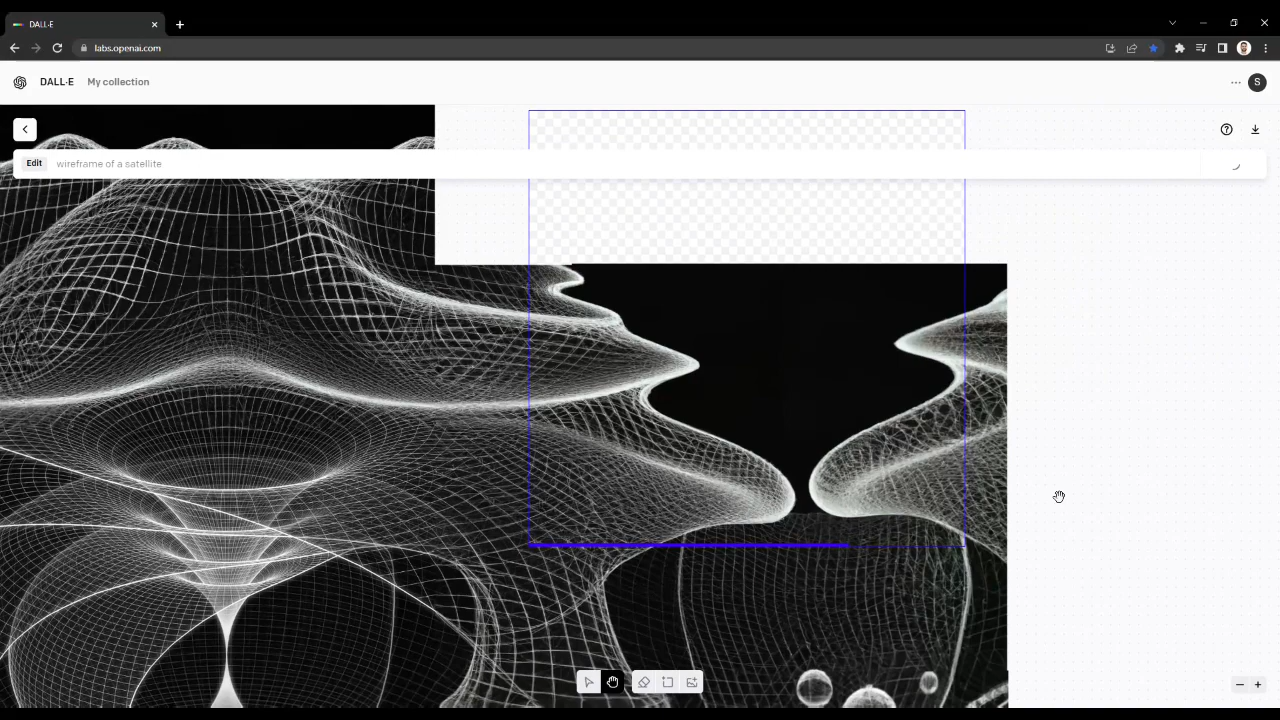 DALL·E
labs.openai.com
DALL·E
My collection
S
Edit
wireframe of a satellite